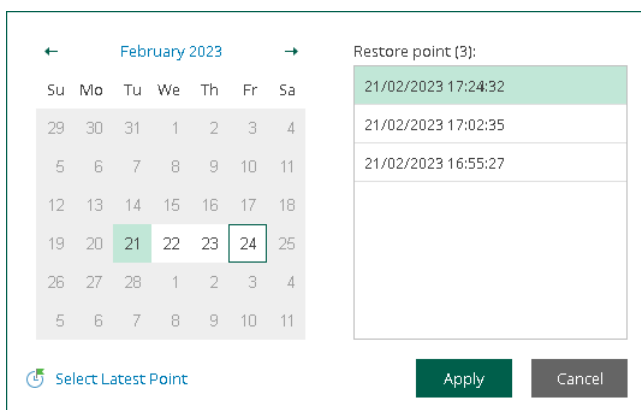 ← February 2023 →
Su Mo Tu We Th Fr Sa
29 30 31 1 2 3 4
5 6 7 8 9 10 11
12 13 14 15 16 17 18
19 20 21 22 23 24 25
26 27 28 1 2 3 4
5 6 7 8 9 10 11
Select Latest Point
Restore point (3):
21/02/2023 17:24:32
21/02/2023 17:02:35
21/02/2023 16:55:27
Apply Cancel